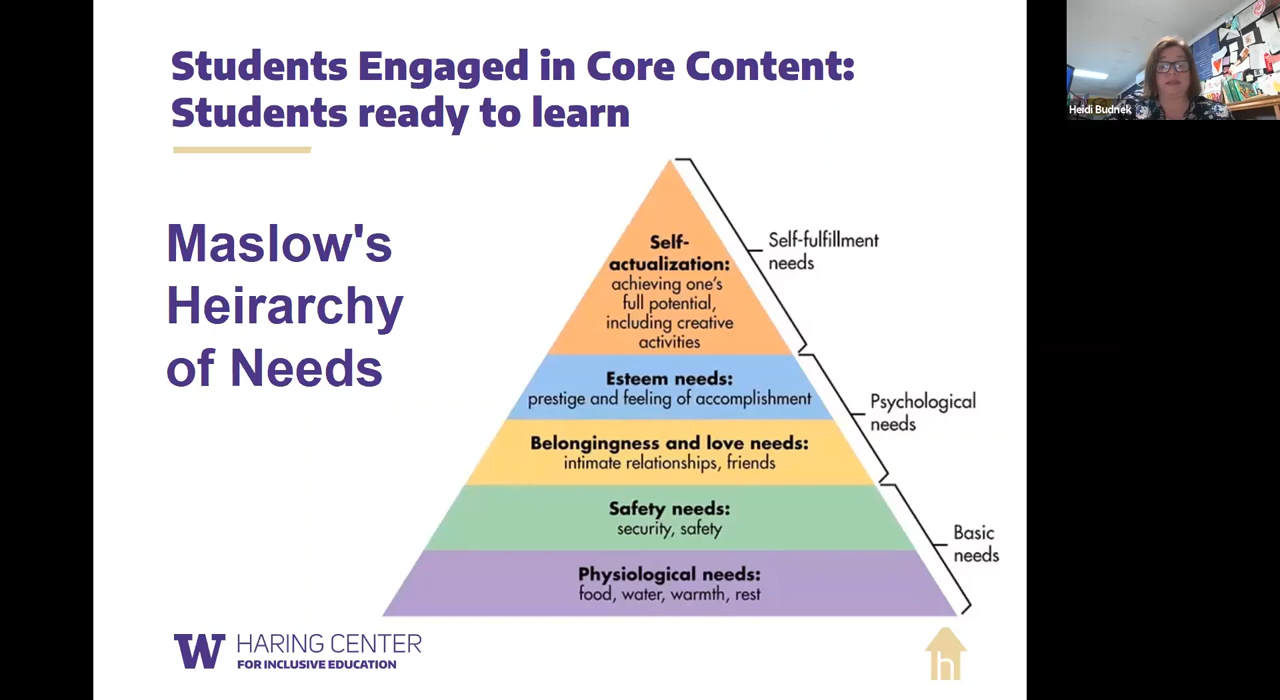 Students Engaged in Core Content:
Students ready to learn
Heidi Budnek
Maslow's
Heirarchy
of Needs
Self-
actualization:
achieving one's
full potential,
including creative
activities
Self-fulfillment
needs
Esteem needs:
prestige and feeling of accomplishment
Psychological
needs
Belongingness and love needs:
intimate relationships, friends
Safety needs:
security, safety
Basic
needs
Physiological needs:
food, water, warmth, rest
W HARING CENTER
FOR INCLUSIVE EDUCATION
h